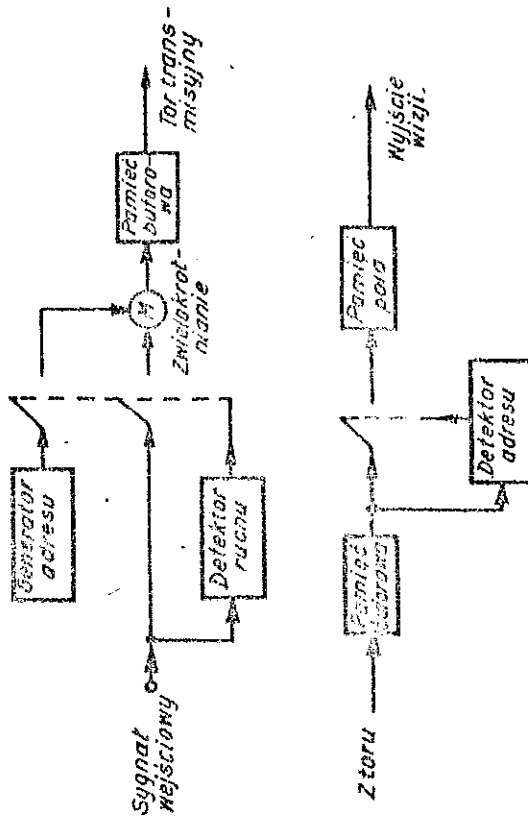 Generator
adresu
Sygnał
wejściowy
Detektor
ruchu
M
Zwielokrot-
nianie
Pamięć
buforo-
wa
Tor trans-
misyjny
Z toru
Pamięć
Detektor
adresu
Pamięć
pola
Wyjście
wizji.